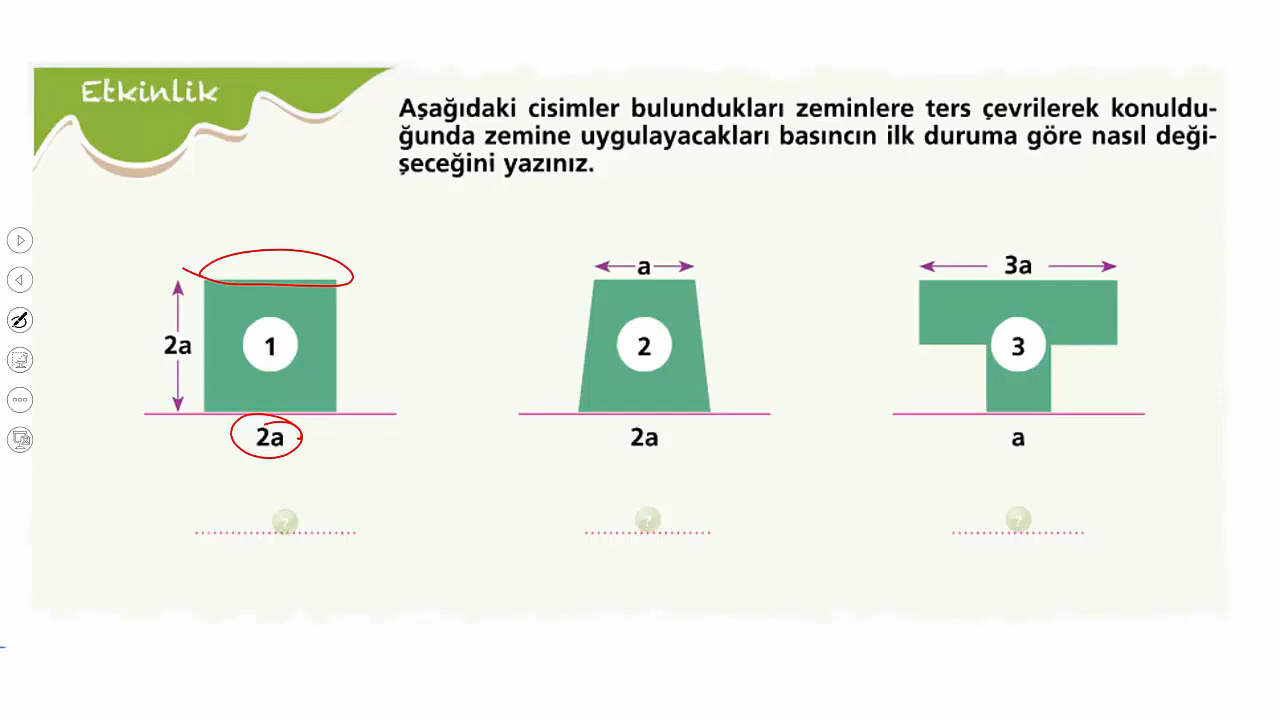 Etkinlik
Aşağıdaki cisimler bulundukları zeminlere ters çevrilerek konuldu-
ğunda zemine uygulayacakları basıncın ilk duruma göre nasıl deği-
şeceğini yazınız.
a
3a
2a
1
2
3
2a
2a
a
?
?
?